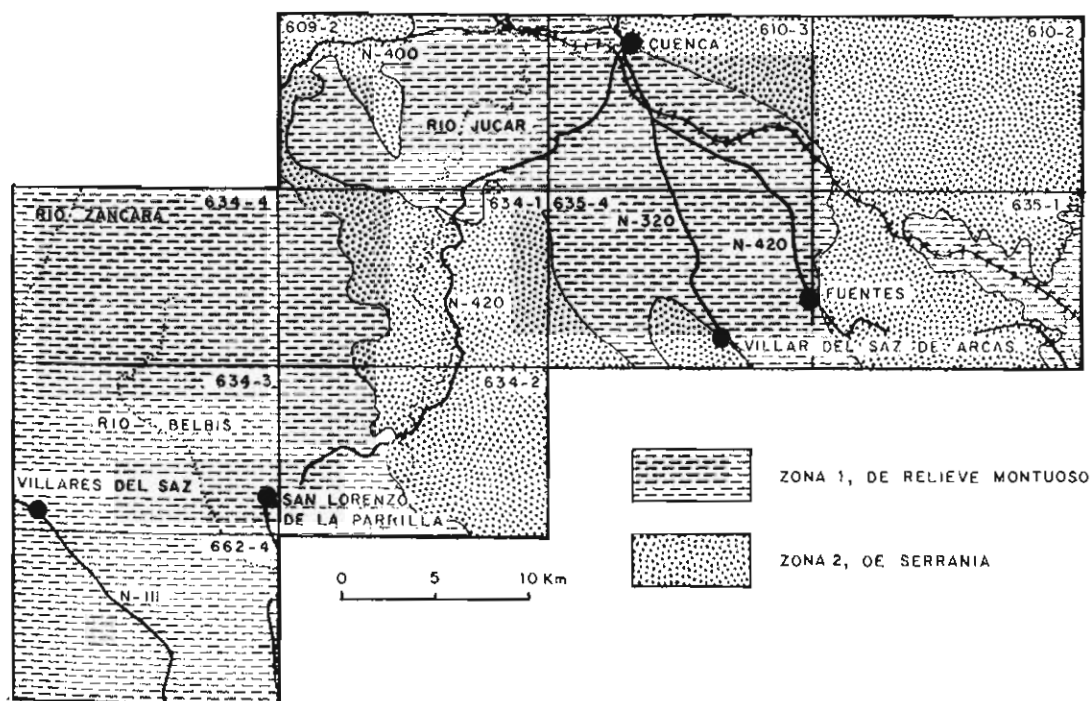 609-2
610-3
610-2
CUENCA
N-400
RIO JUCAR
634-4
634-1
635-4
635-1
RIO ZANCARA
N-320
N-420
N-420
FUENTES
VILLAR DEL SAZ DE ARCAS
634-3
634-2
RIO BELBIS
VILLARES DEL SAZ
SAN LORENZO
DE LA PARRILLA
662-4
N-III
0 5 10 Km
ZONA 1, DE RELIEVE MONTUOSO
ZONA 2, DE SERRANIA